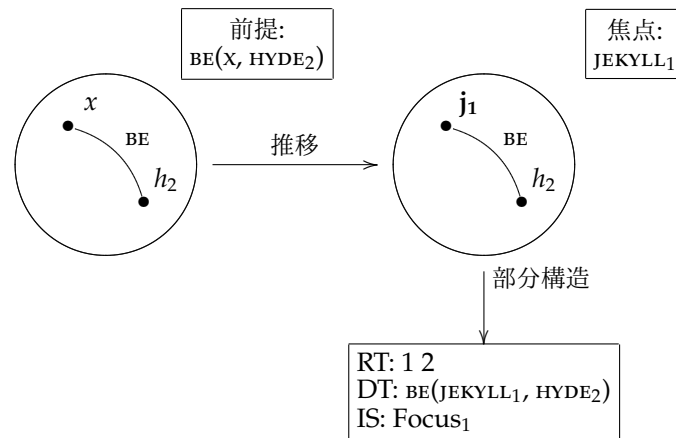 前提:
BE(X, HYDE₂)
焦点:
JEKYLL₁
x
BE
h₂
推移
j₁
BE
h₂
部分構造
RT: 1 2
DT: BE(JEKYLL₁, HYDE₂)
IS: Focus₁